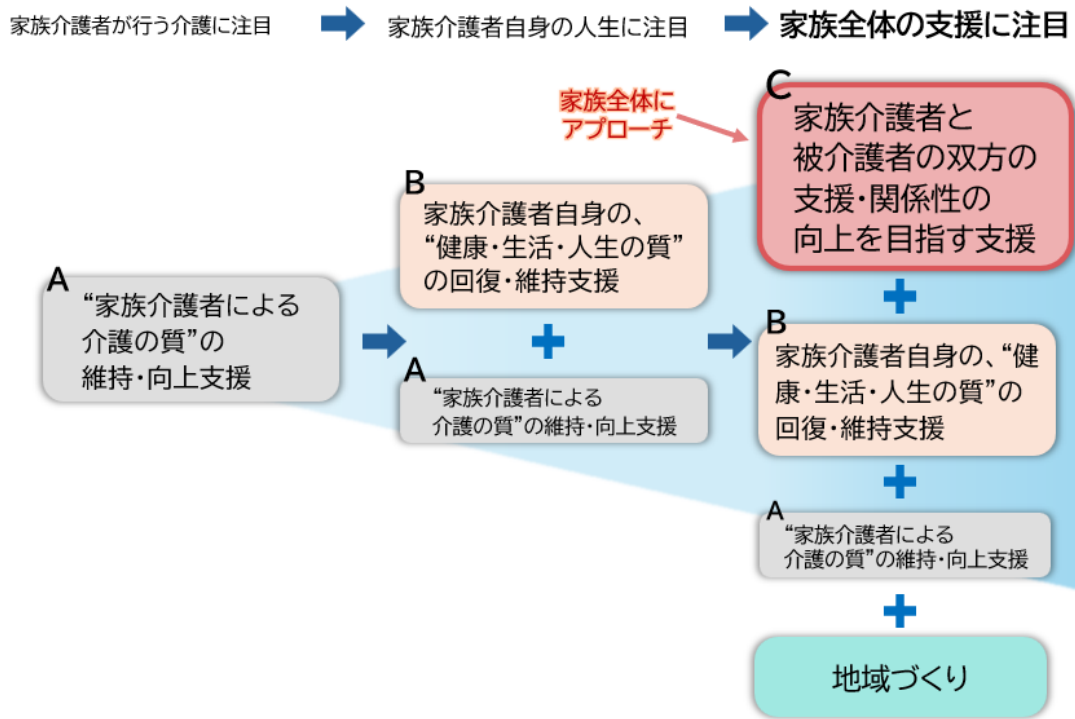 家族介護者が行う介護に注目
家族介護者自身の人生に注目
家族全体の支援に注目
A
“家族介護者による
介護の質”の
維持・向上支援
B
家族介護者自身の、
“健康・生活・人生の質”
の回復・維持支援
A
“家族介護者による
介護の質”の維持・向上支援
家族全体に
アプローチ
C
家族介護者と
被介護者の双方の
支援・関係性の
向上を目指す支援
B
家族介護者自身の、“健
康・生活・人生の質”の
回復・維持支援
A
“家族介護者による
介護の質”の維持・向上支援
地域づくり